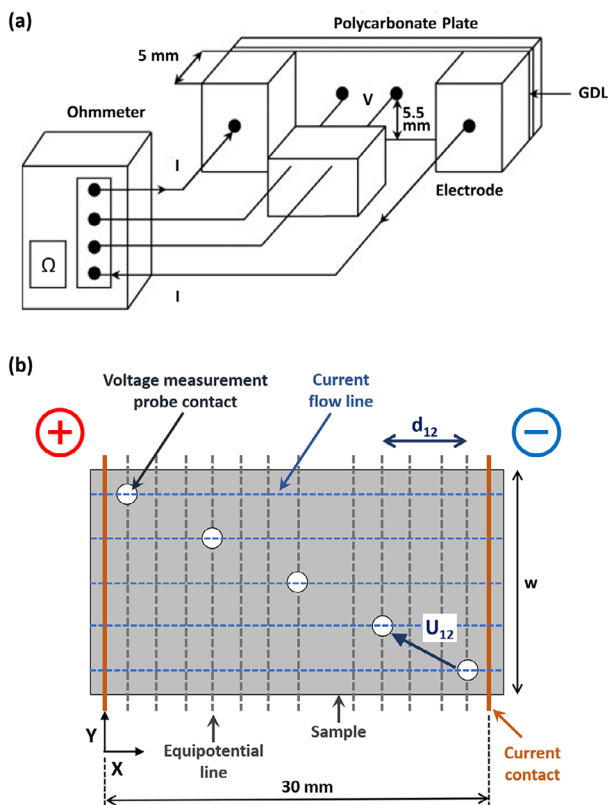 (a)
Polycarbonate Plate
5 mm
GDL
Ohmmeter
V
5.5
mm
I
Electrode
Ω
I
(b)
Voltage measurement
probe contact
Current
flow line
d12
+
−
w
U12
Y
X
Equipotential
line
Sample
Current
contact
30 mm